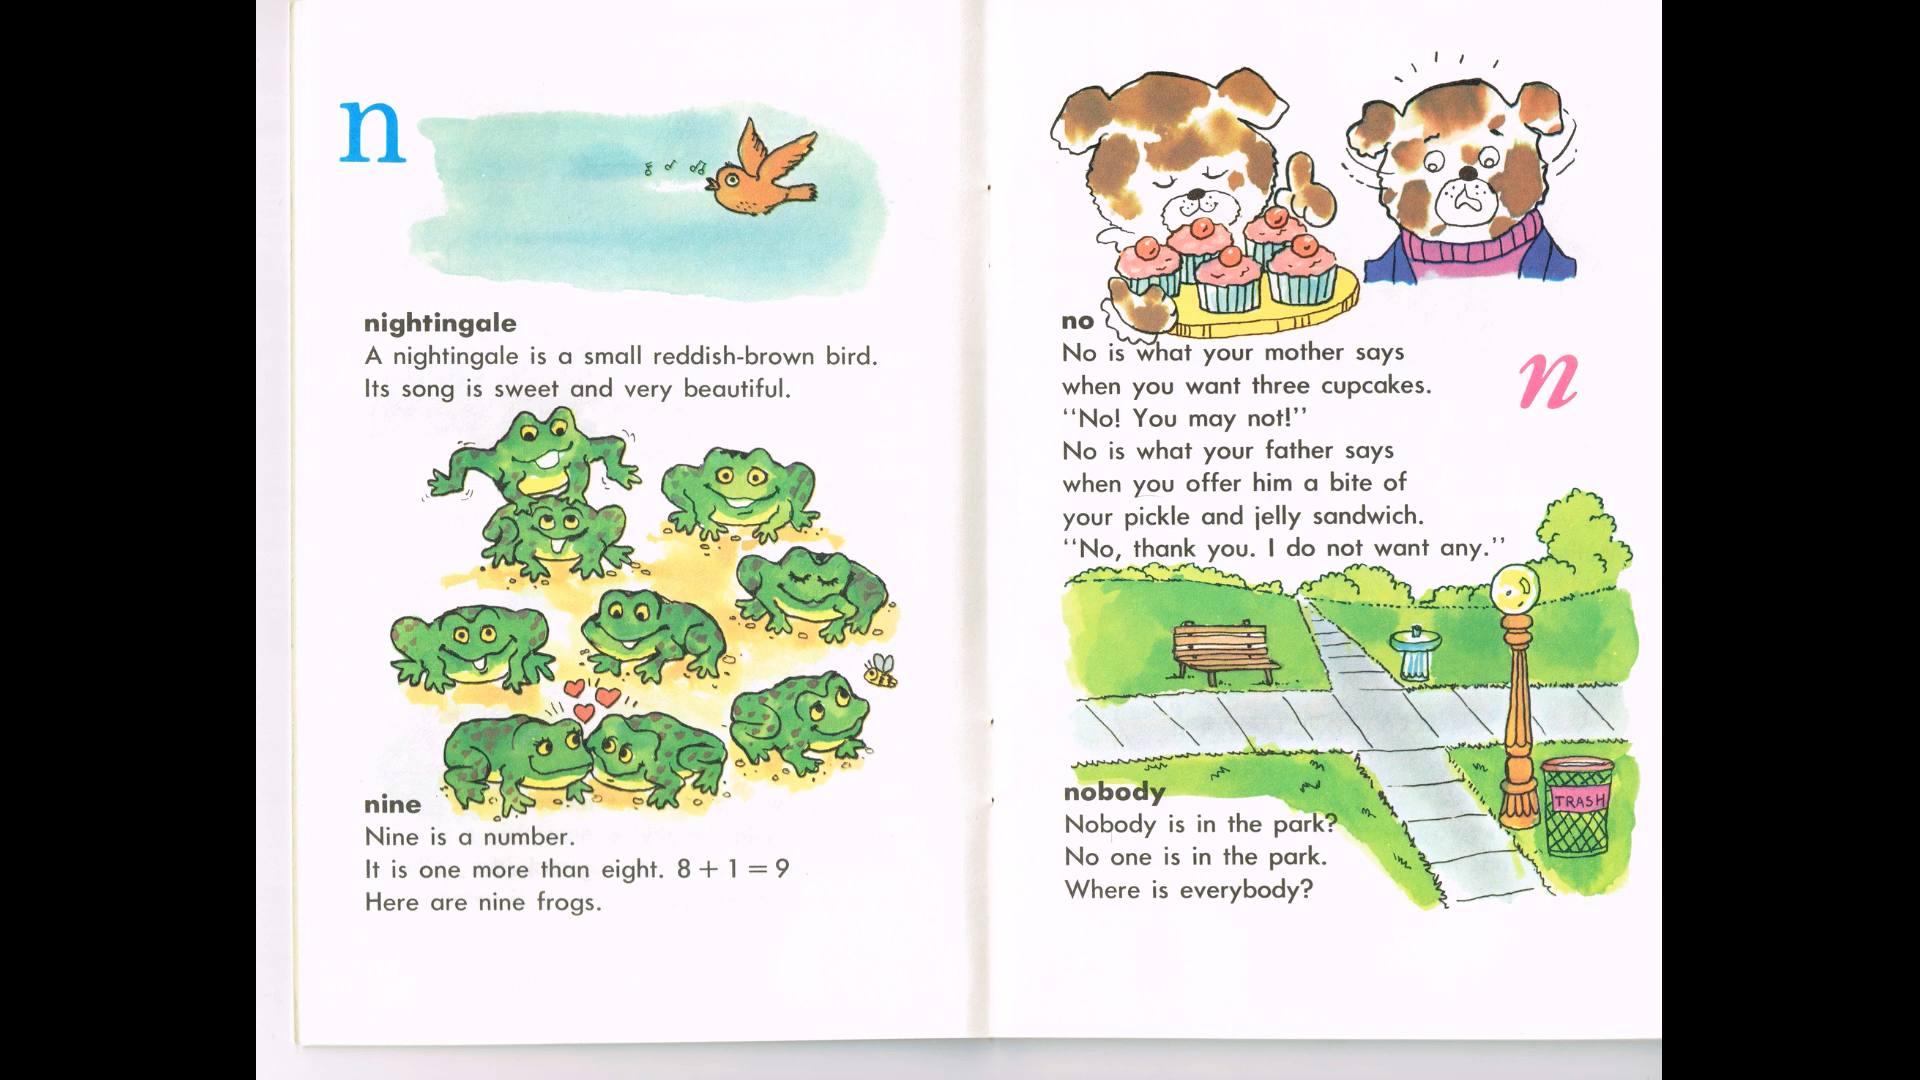 n
nightingale
A nightingale is a small reddish-brown bird.
Its song is sweet and very beautiful.
nine
Nine is a number.
It is one more than eight. 8 + 1 = 9
Here are nine frogs.
no
No is what your mother says
when you want three cupcakes.
“No! You may not!”
No is what your father says
when you offer him a bite of
your pickle and jelly sandwich.
“No, thank you. I do not want any.”
n
TRASH
nobody
Nobody is in the park?
No one is in the park.
Where is everybody?